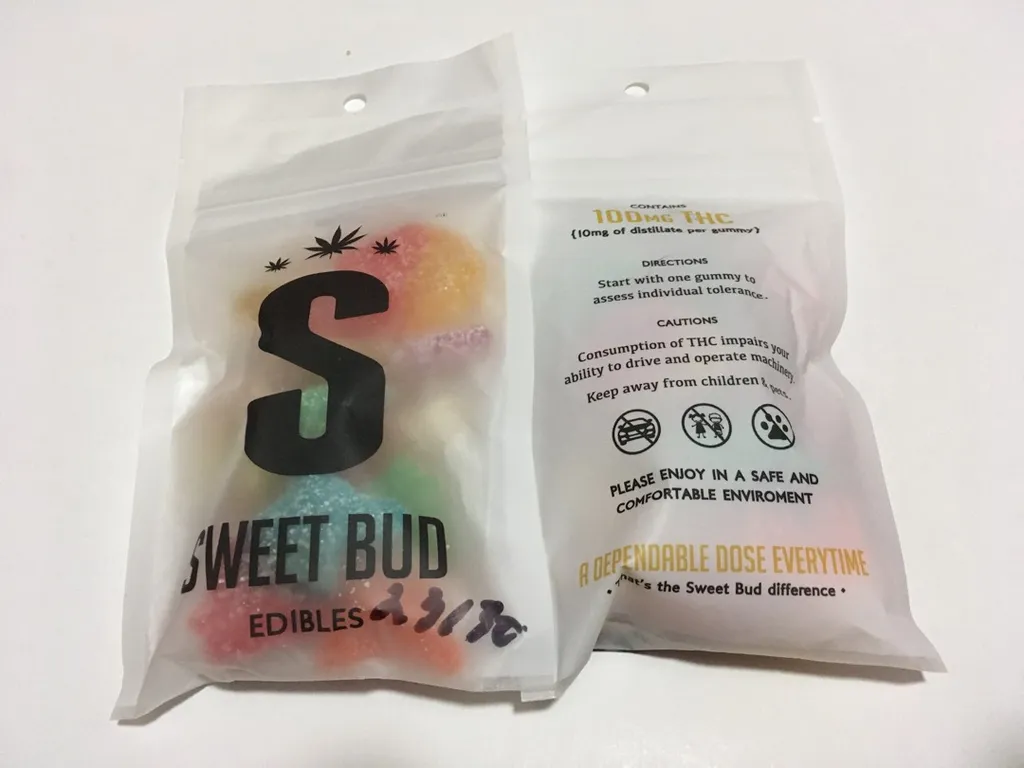 S
SWEET BUD
EDIBLES
CONTAINS
100MG THC
{10mg of distillate per gummy}
DIRECTIONS
Start with one gummy to
assess individual tolerance.
CAUTIONS
Consumption of THC impairs your
ability to drive and operate machinery.
Keep away from children & pets.
PLEASE ENJOY IN A SAFE AND
COMFORTABLE ENVIROMENT
A DEPENDABLE DOSE EVERYTIME
• That's the Sweet Bud difference •